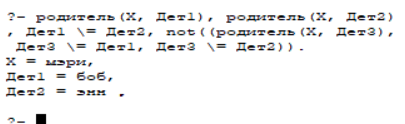 ?- родитель(X, Дет1), родитель(X, Дет2)
, Дет1 \= Дет2, not((родитель(X, Дет3),
Дет3 \= Дет1, Дет3 \= Дет2)).
X = мэри,
Дет1 = боб,
Дет2 = энн .
?-